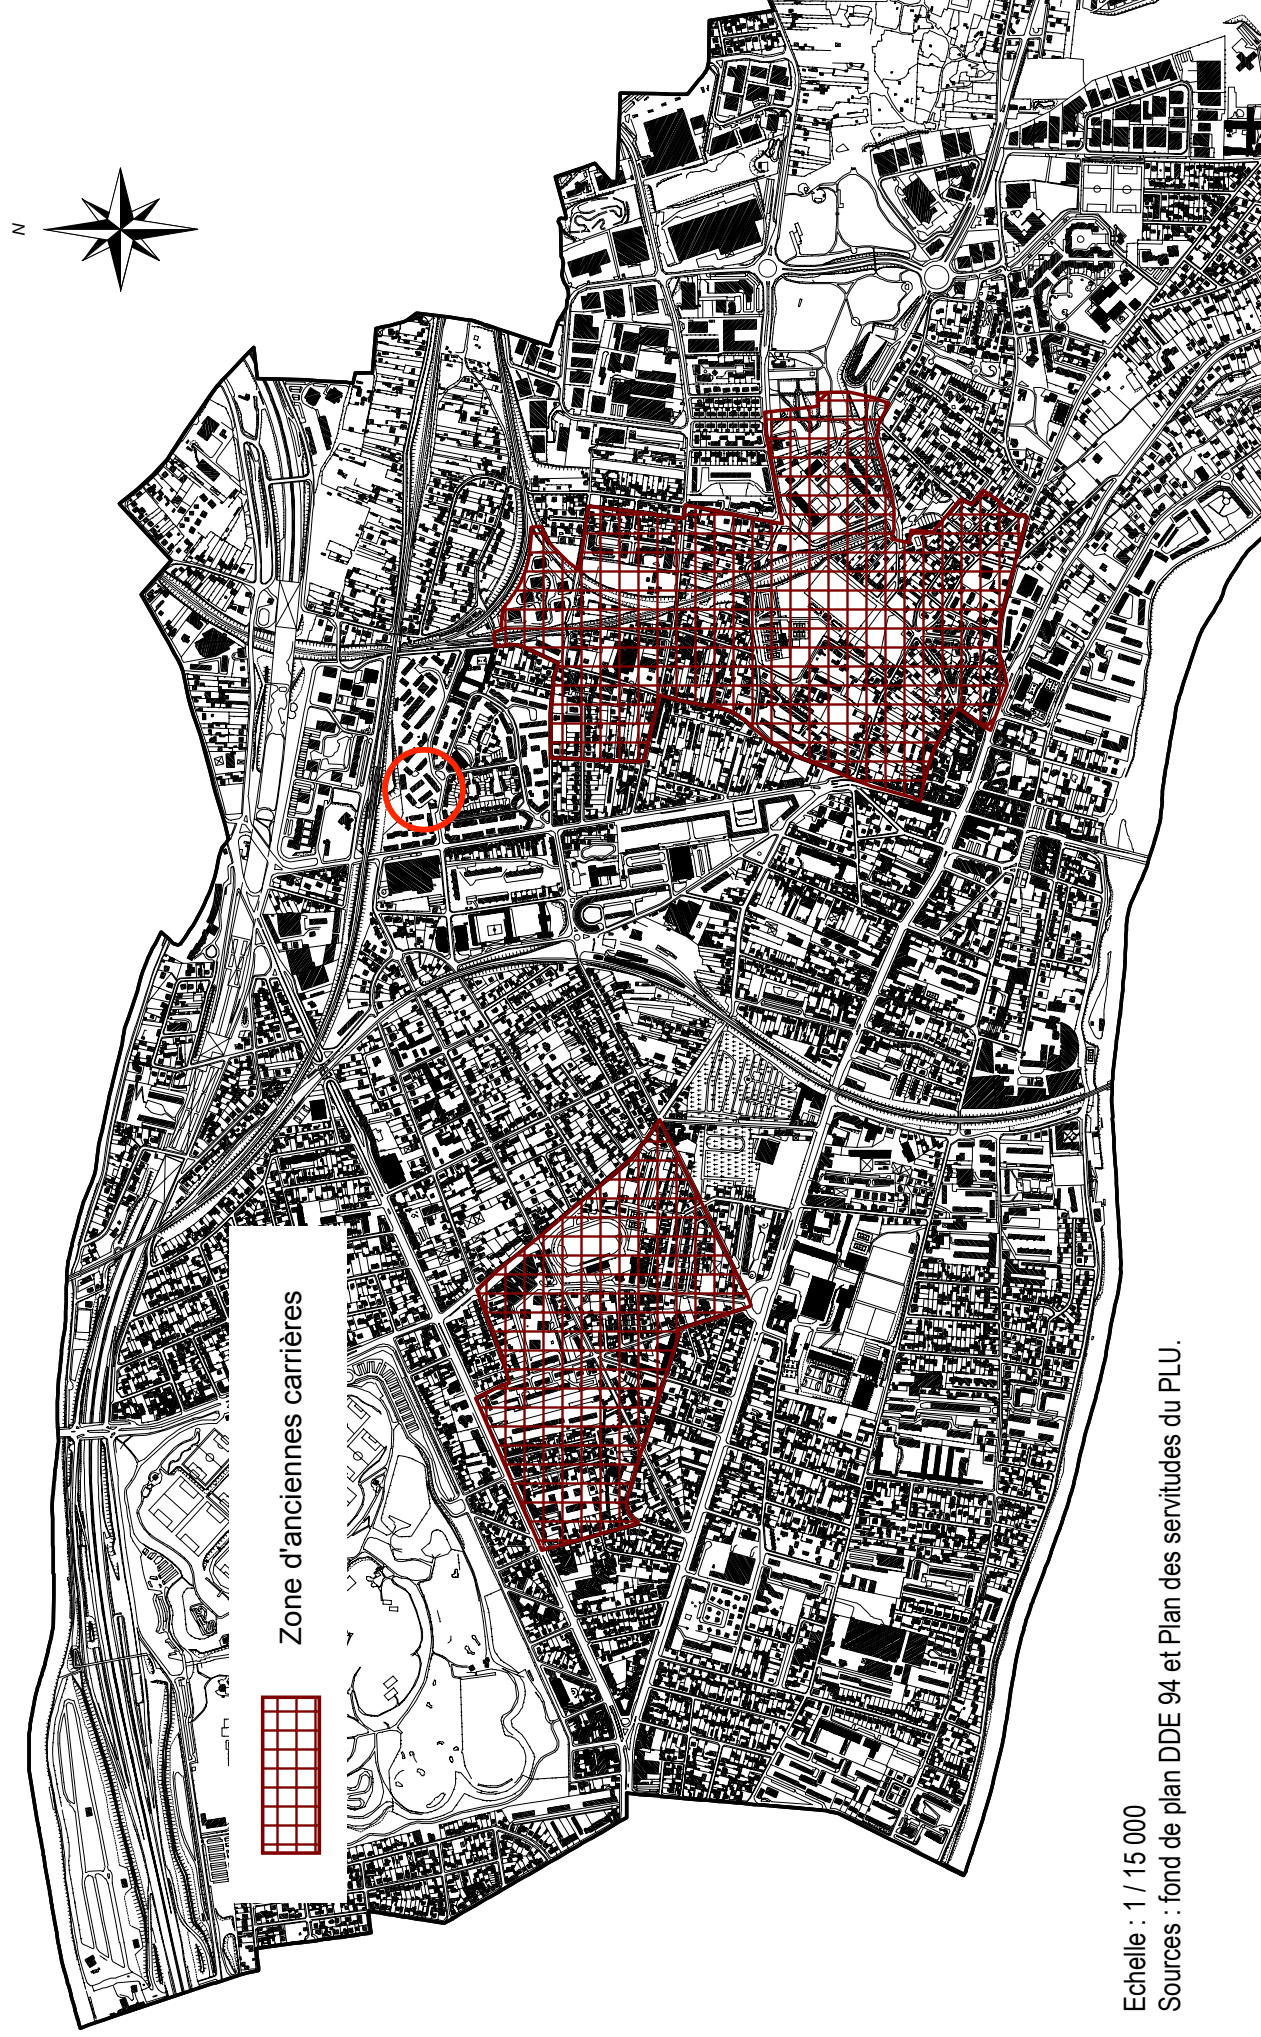 N
Zone d'anciennes carrières
Echelle : 1 / 15 000
Sources : fond de plan DDE 94 et Plan des servitudes du PLU.